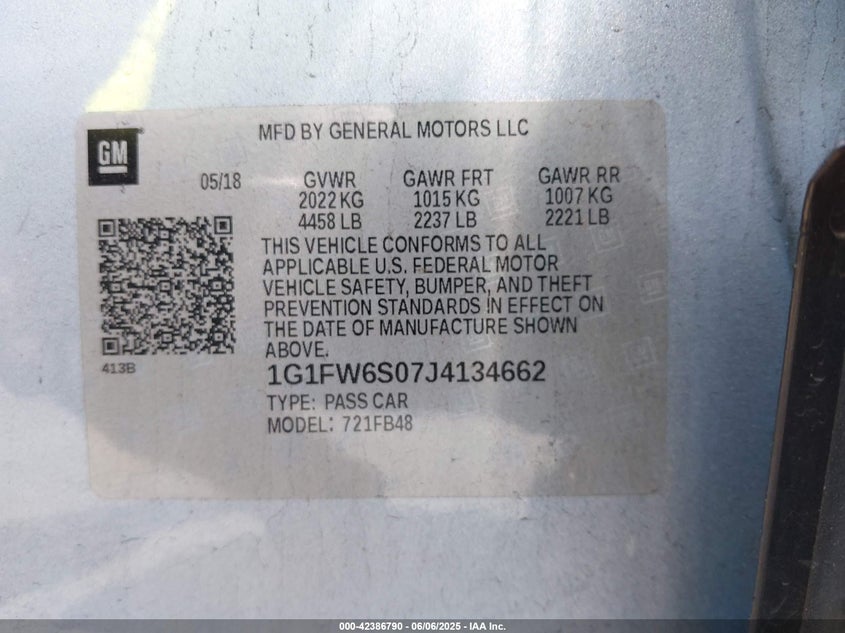 MFD BY GENERAL MOTORS LLC
GM
05/18 GVWR GAWR FRT GAWR RR
2022 KG 1015 KG 1007 KG
4458 LB 2237 LB 2221 LB
THIS VEHICLE CONFORMS TO ALL
APPLICABLE U.S. FEDERAL MOTOR
VEHICLE SAFETY, BUMPER, AND THEFT
PREVENTION STANDARDS IN EFFECT ON
THE DATE OF MANUFACTURE SHOWN
ABOVE.
413B
1G1FW6S07J4134662
TYPE: PASS CAR
MODEL: 721FB48
000-42386790 - 06/06/2025 - IAA Inc.